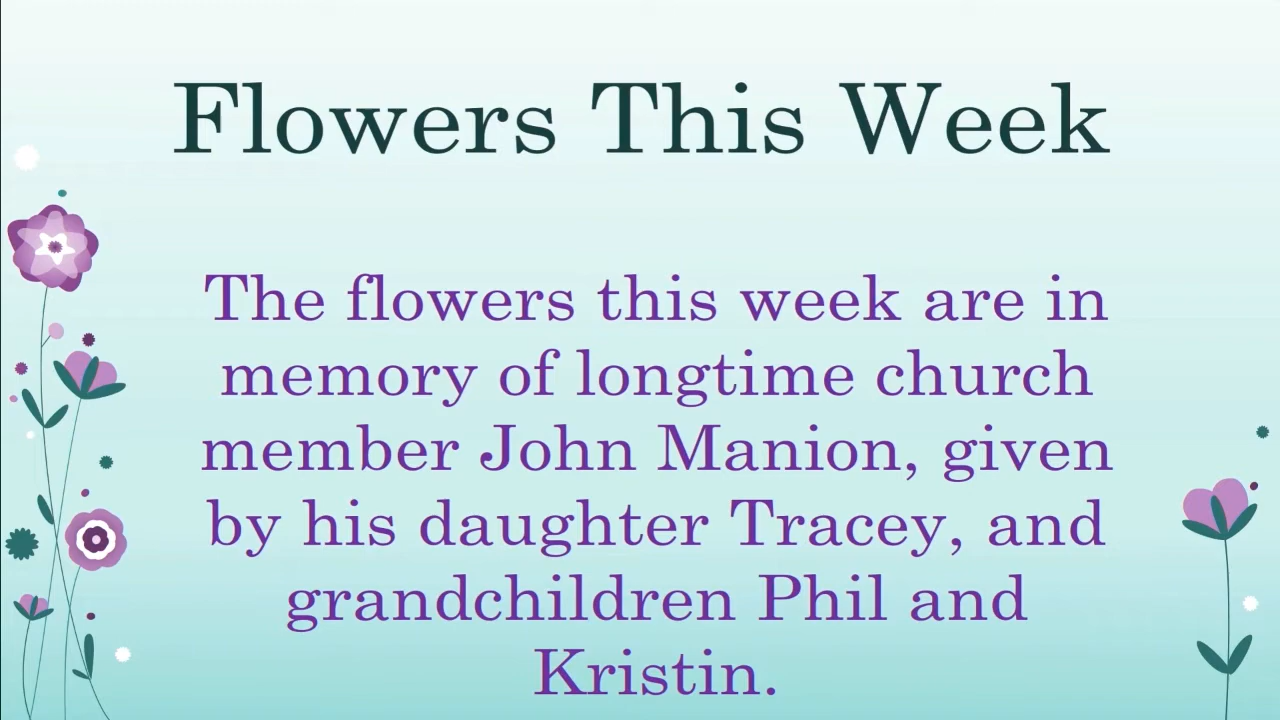 Flowers This Week
The flowers this week are in
memory of longtime church
member John Manion, given
by his daughter Tracey, and
grandchildren Phil and
Kristin.